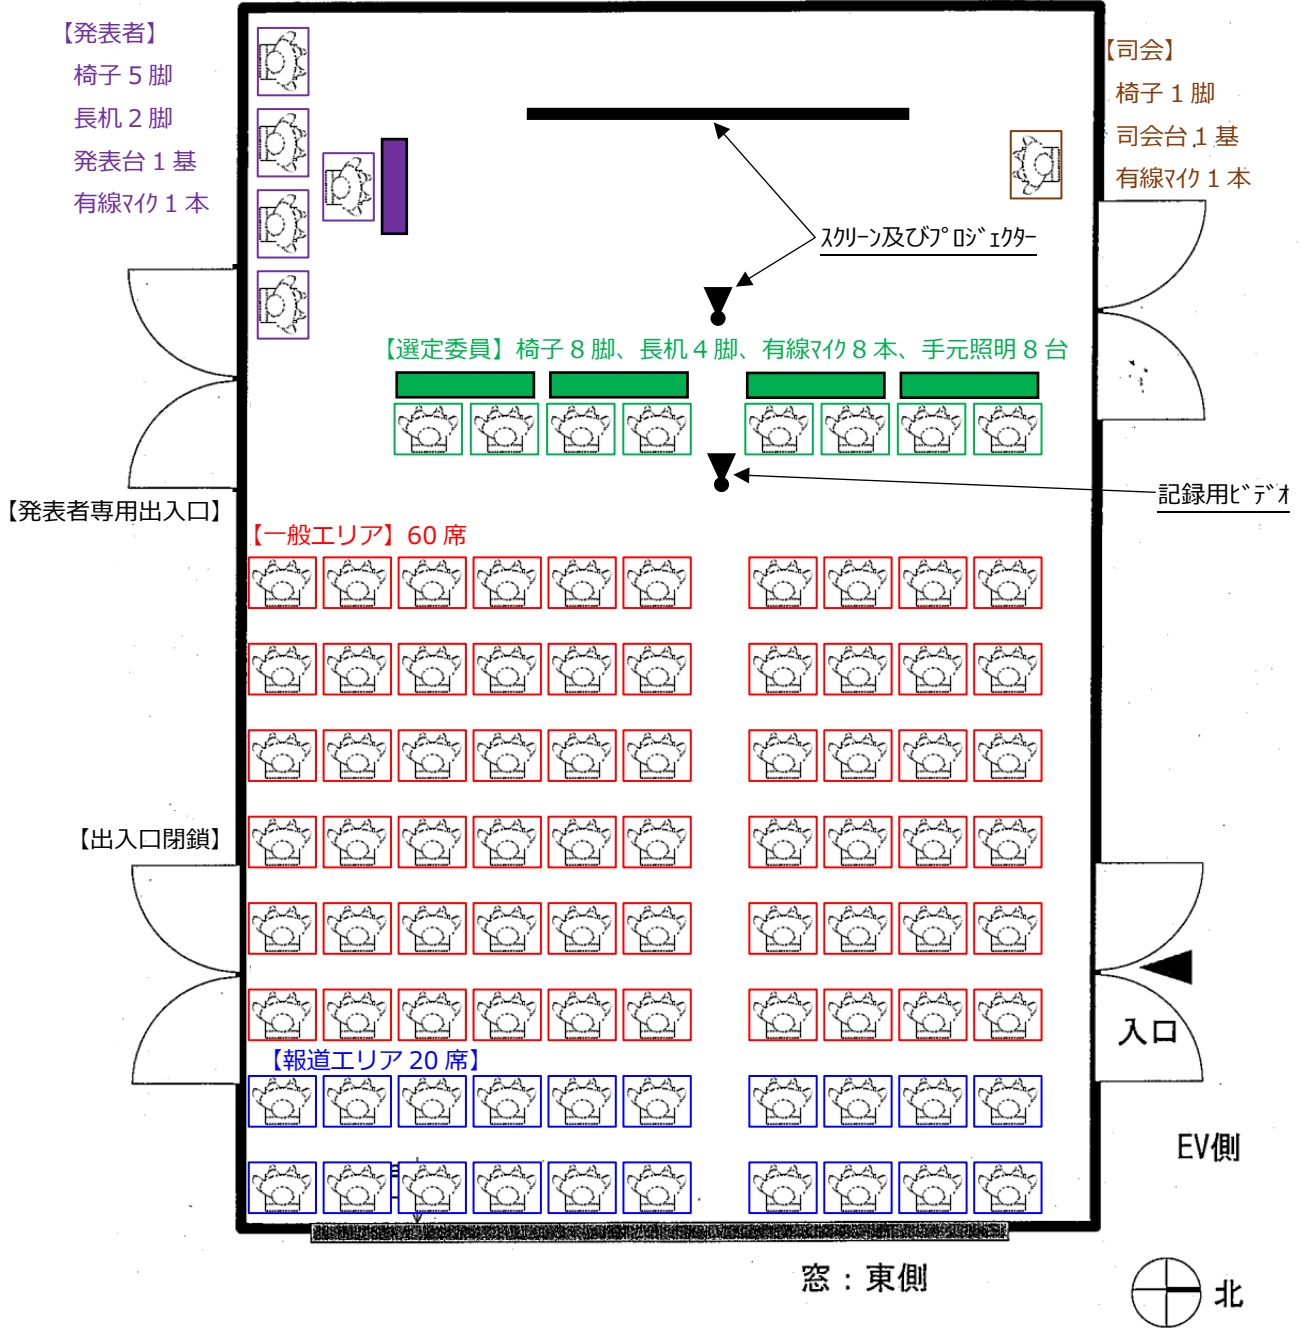 【発表者】
椅子5脚
長机2脚
発表台1基
有線ﾏｲｸ1本
【司会】
椅子1脚
司会台1基
有線ﾏｲｸ1本
ｽｸﾘｰﾝ及びﾌﾟﾛｼﾞｪｸﾀｰ
【選定委員】椅子8脚、長机4脚、有線ﾏｲｸ8本、手元照明8台
記録用ﾋﾞﾃﾞｵ
【発表者専用出入口】
【一般エリア】60席
【出入口閉鎖】
入口
【報道エリア20席】
EV側
窓：東側
北